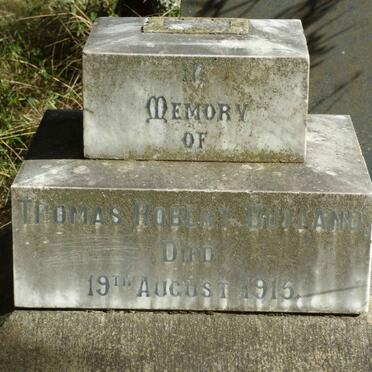 IN
MEMORY
OF
THOMAS ROBERT
DIED
19TH AUGUST 1915.